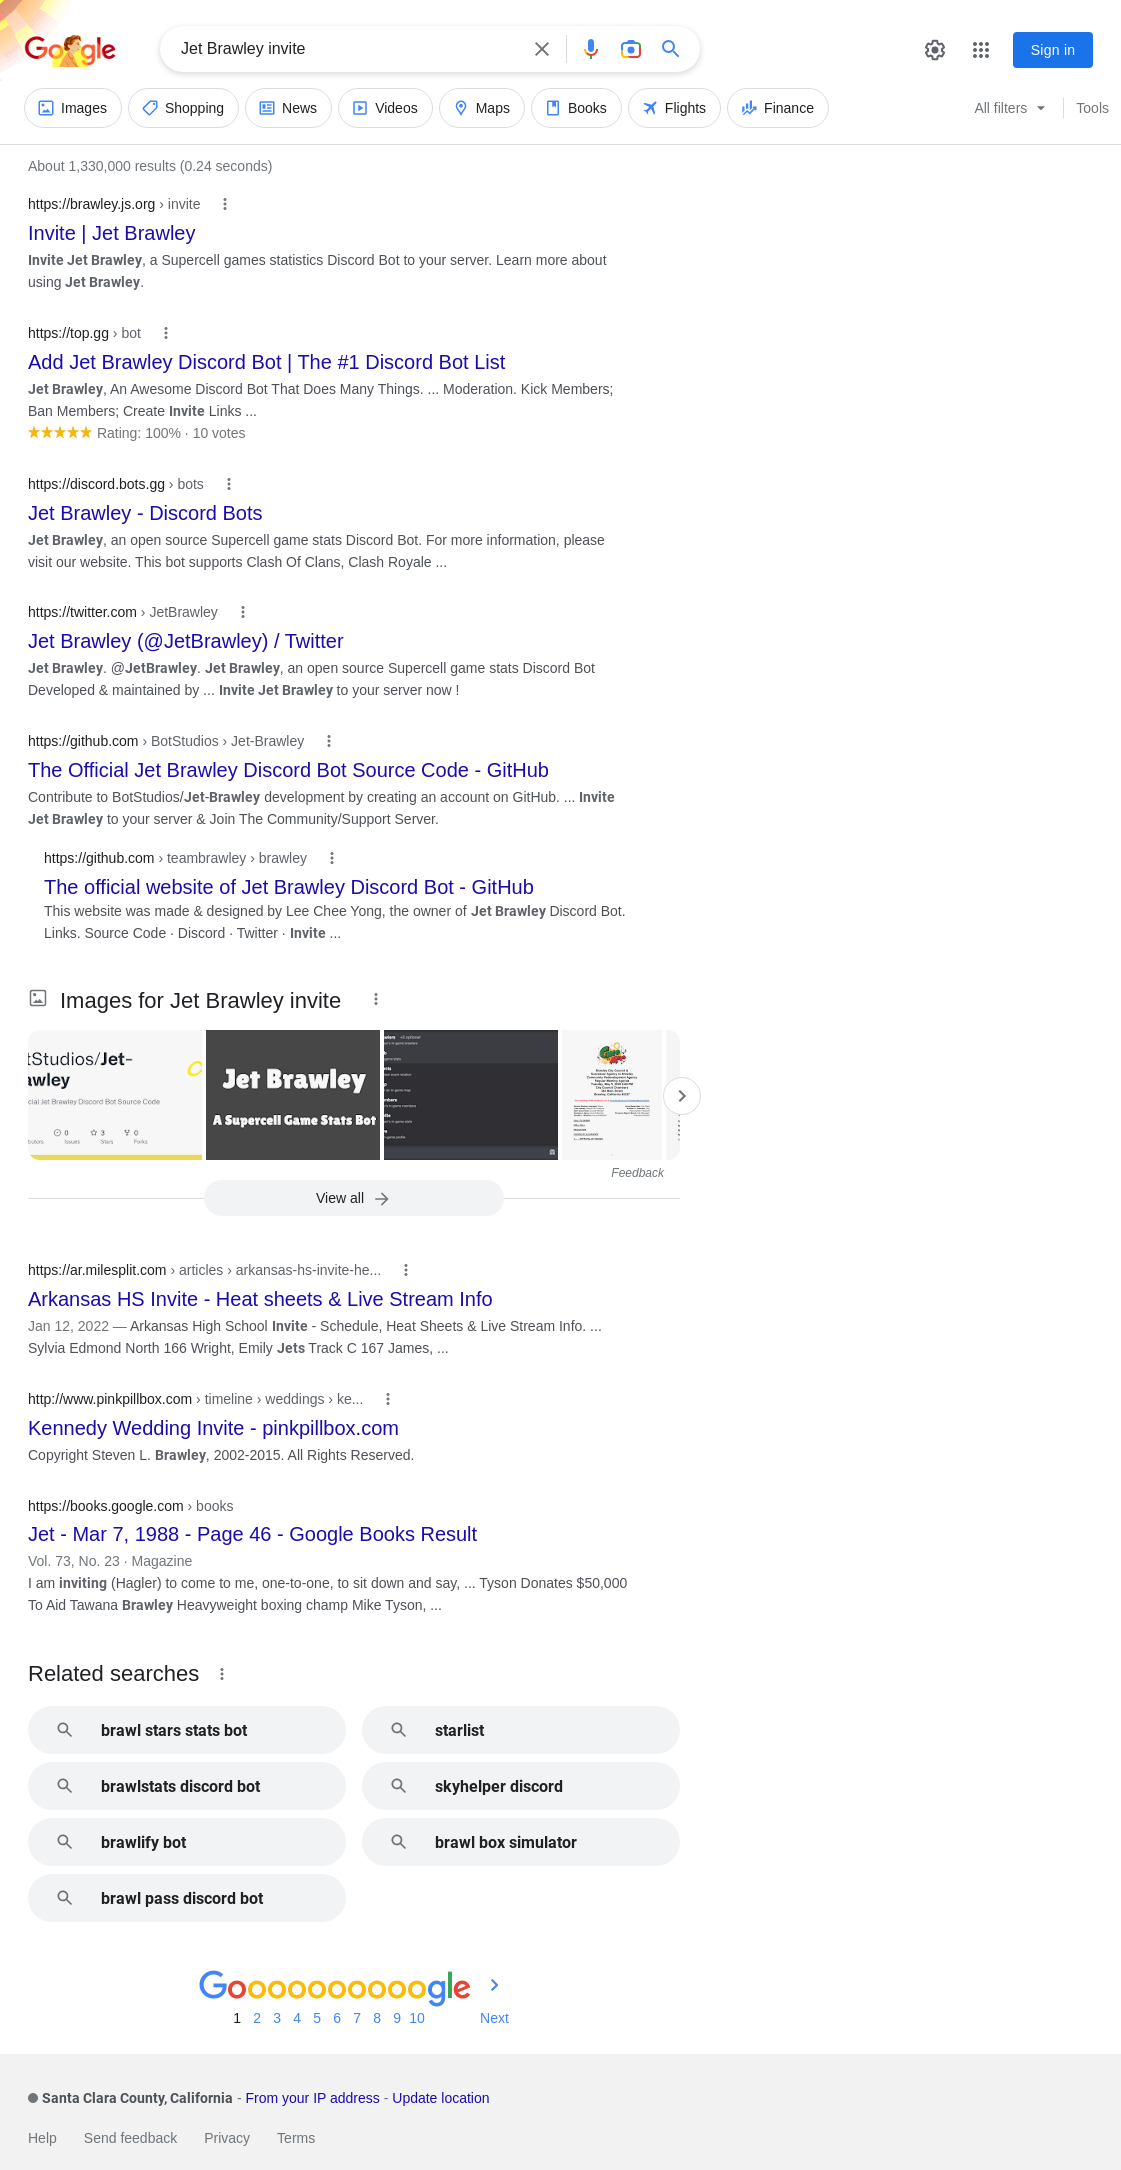 Google
Jet Brawley invite
Sign in
Images
Shopping
News
Videos
Maps
Books
Flights
Finance
All filters
Tools
About 1,330,000 results (0.24 seconds)
https://brawley.js.org › invite
Invite | Jet Brawley
Invite Jet Brawley, a Supercell games statistics Discord Bot to your server. Learn more about
using Jet Brawley.
https://top.gg › bot
Add Jet Brawley Discord Bot | The #1 Discord Bot List
Jet Brawley, An Awesome Discord Bot That Does Many Things. ... Moderation. Kick Members;
Ban Members; Create Invite Links ...
Rating: 100% · 10 votes
https://discord.bots.gg › bots
Jet Brawley - Discord Bots
Jet Brawley, an open source Supercell game stats Discord Bot. For more information, please
visit our website. This bot supports Clash Of Clans, Clash Royale ...
https://twitter.com › JetBrawley
Jet Brawley (@JetBrawley) / Twitter
Jet Brawley. @JetBrawley. Jet Brawley, an open source Supercell game stats Discord Bot
Developed & maintained by ... Invite Jet Brawley to your server now !
https://github.com › BotStudios › Jet-Brawley
The Official Jet Brawley Discord Bot Source Code - GitHub
Contribute to BotStudios/Jet-Brawley development by creating an account on GitHub. ... Invite
Jet Brawley to your server & Join The Community/Support Server.
https://github.com › teambrawley › brawley
The official website of Jet Brawley Discord Bot - GitHub
This website was made & designed by Lee Chee Yong, the owner of Jet Brawley Discord Bot.
Links. Source Code · Discord · Twitter · Invite ...
Images for Jet Brawley invite
tStudios/Jet-
awley
cial Jet Brawley Discord Bot Source Code
0
3
0
Issues
Stars
Forks
Jet Brawley
A Supercell Game Stats Bot
Feedback
View all
https://ar.milesplit.com › articles › arkansas-hs-invite-he...
Arkansas HS Invite - Heat sheets & Live Stream Info
Jan 12, 2022 — Arkansas High School Invite - Schedule, Heat Sheets & Live Stream Info. ...
Sylvia Edmond North 166 Wright, Emily Jets Track C 167 James, ...
http://www.pinkpillbox.com › timeline › weddings › ke...
Kennedy Wedding Invite - pinkpillbox.com
Copyright Steven L. Brawley, 2002-2015. All Rights Reserved.
https://books.google.com › books
Jet - Mar 7, 1988 - Page 46 - Google Books Result
Vol. 73, No. 23 · Magazine
I am inviting (Hagler) to come to me, one-to-one, to sit down and say, ... Tyson Donates $50,000
To Aid Tawana Brawley Heavyweight boxing champ Mike Tyson, ...
Related searches
brawl stars stats bot
starlist
brawlstats discord bot
skyhelper discord
brawlify bot
brawl box simulator
brawl pass discord bot
Goooooooooogle
1 2 3 4 5 6 7 8 9 10 Next
Santa Clara County, California - From your IP address - Update location
Help
Send feedback
Privacy
Terms